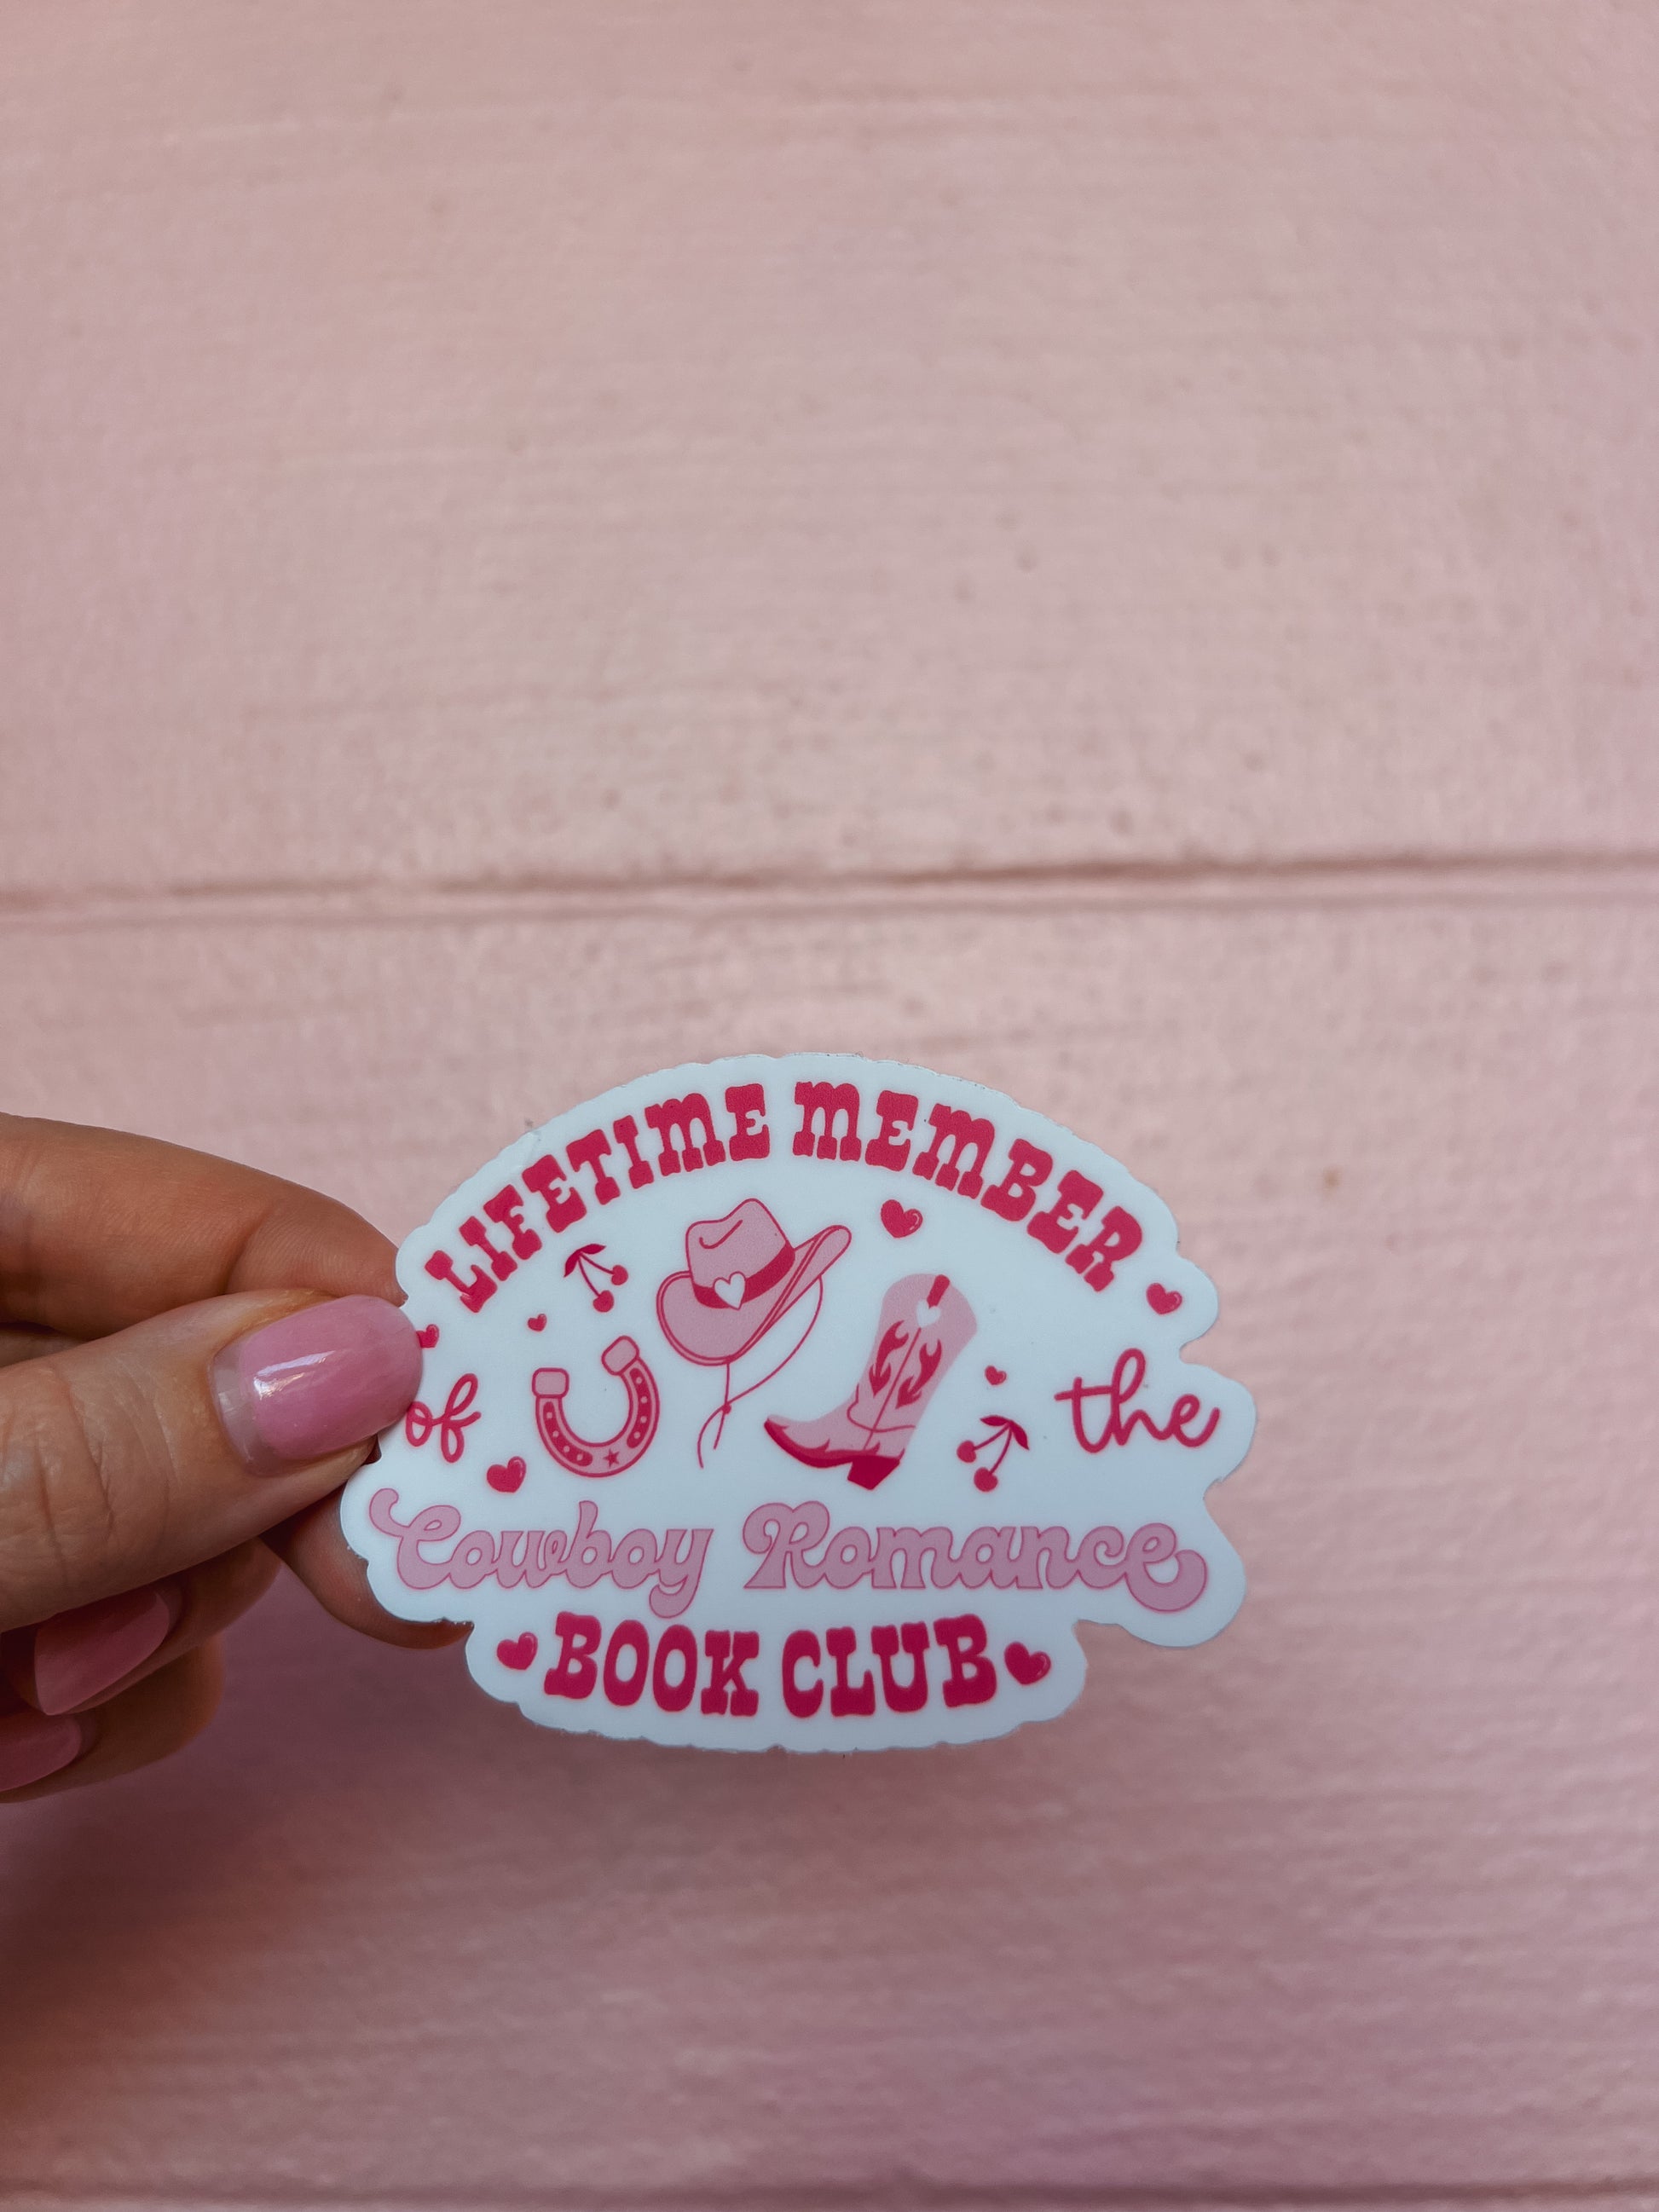 LIFETIME MEMBER
of the
Cowboy Romance
BOOK CLUB